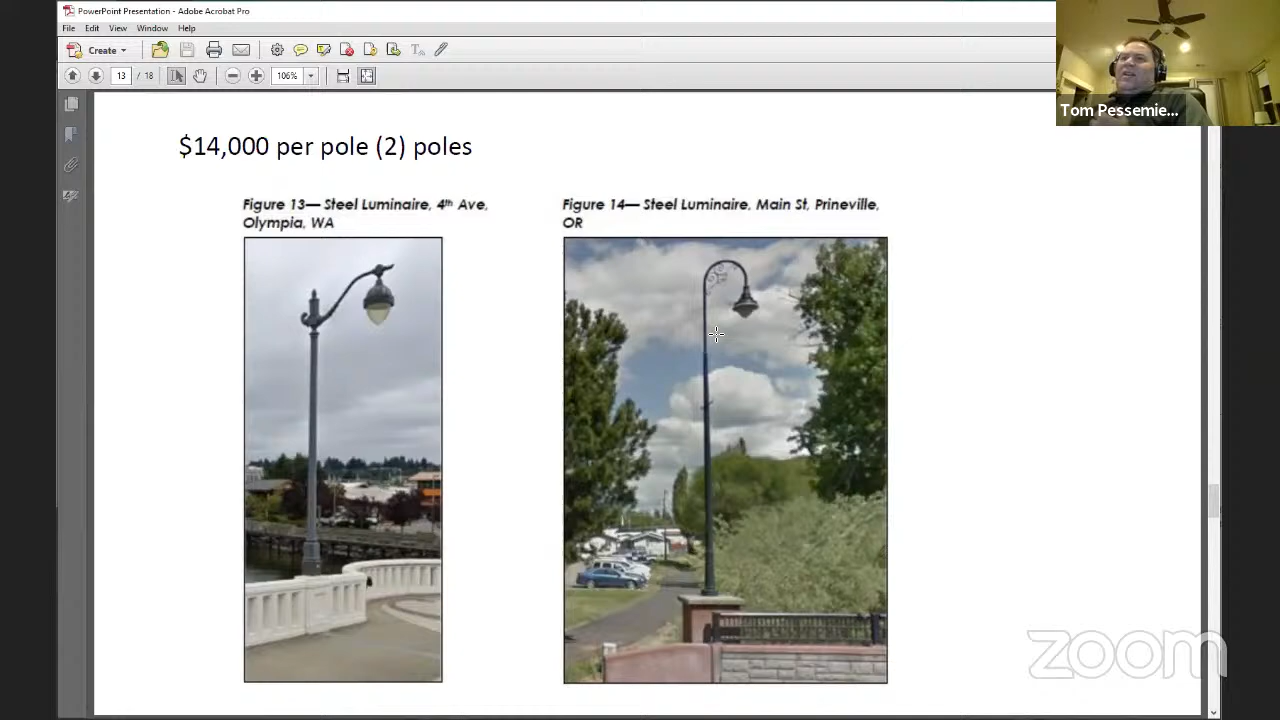 PowerPoint Presentation - Adobe Acrobat Pro
File Edit View Window Help
Create
13 / 18 106%
Tom Pessemie...
$14,000 per pole (2) poles
Figure 13— Steel Luminaire, 4th Ave,
Olympia, WA
Figure 14— Steel Luminaire, Main St, Prineville,
OR
zoom